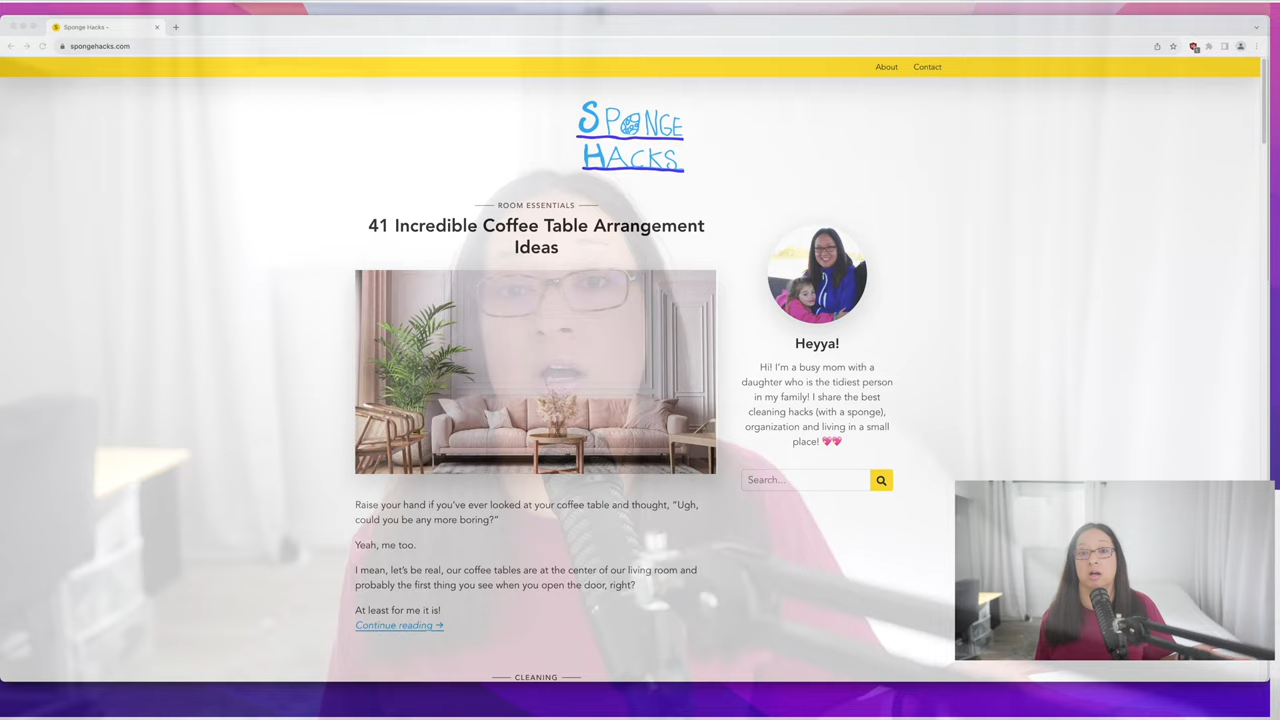 Sponge Hacks -
spongehacks.com
About Contact
SPONGE
HACKS
ROOM ESSENTIALS
41 Incredible Coffee Table Arrangement
Ideas
Raise your hand if you've ever looked at your coffee table and thought, "Ugh,
could you be any more boring?"
Yeah, me too.
I mean, let's be real, our coffee tables are at the center of our living room and
probably the first thing you see when you open the door, right?
At least for me it is!
Continue reading →
CLEANING
Heyya!
Hi! I'm a busy mom with a
daughter who is the tidiest person
in my family! I share the best
cleaning hacks (with a sponge),
organization and living in a small
place! 💖💖
Search...